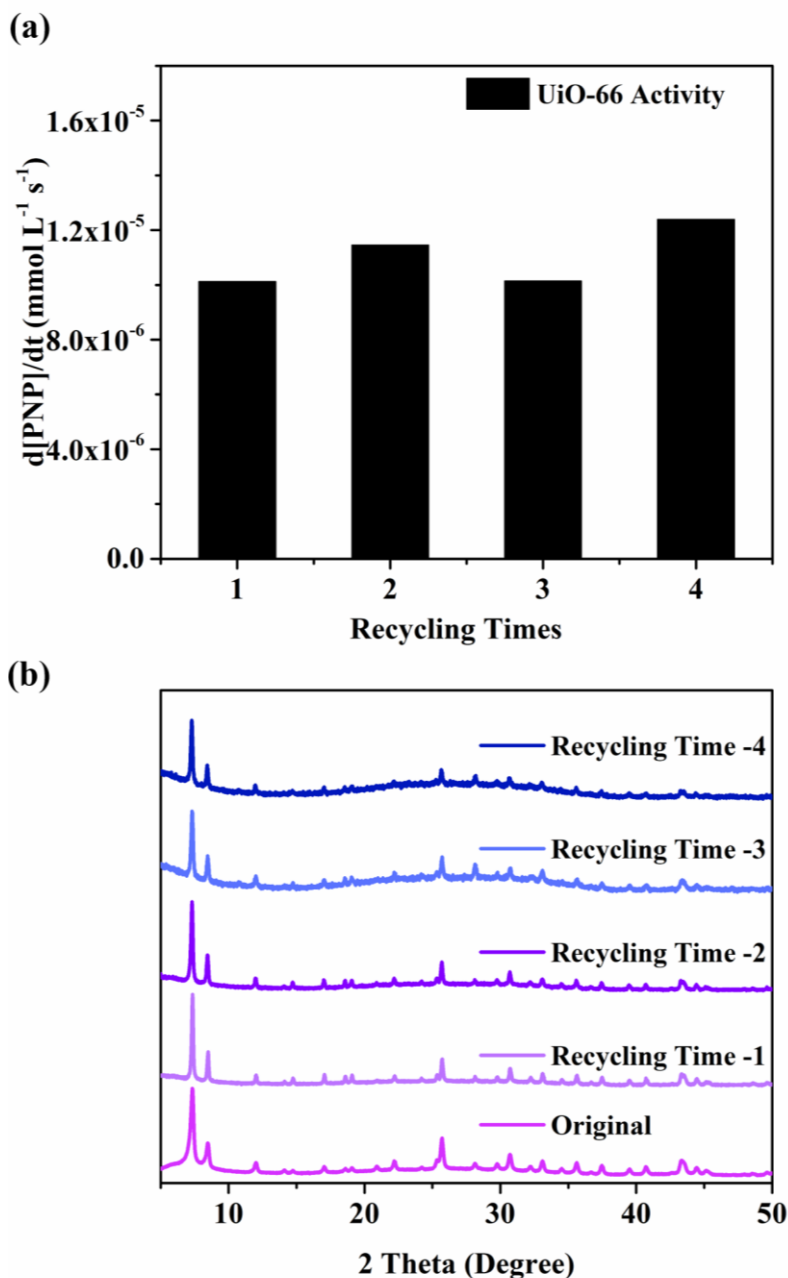 (a)
UiO-66 Activity
d[PNP]/dt (mmol L⁻¹ s⁻¹)
1.6x10⁻⁵
1.2x10⁻⁵
8.0x10⁻⁶
4.0x10⁻⁶
0.0
1 2 3 4
Recycling Times
(b)
Recycling Time -4
Recycling Time -3
Recycling Time -2
Recycling Time -1
Original
10 20 30 40 50
2 Theta (Degree)